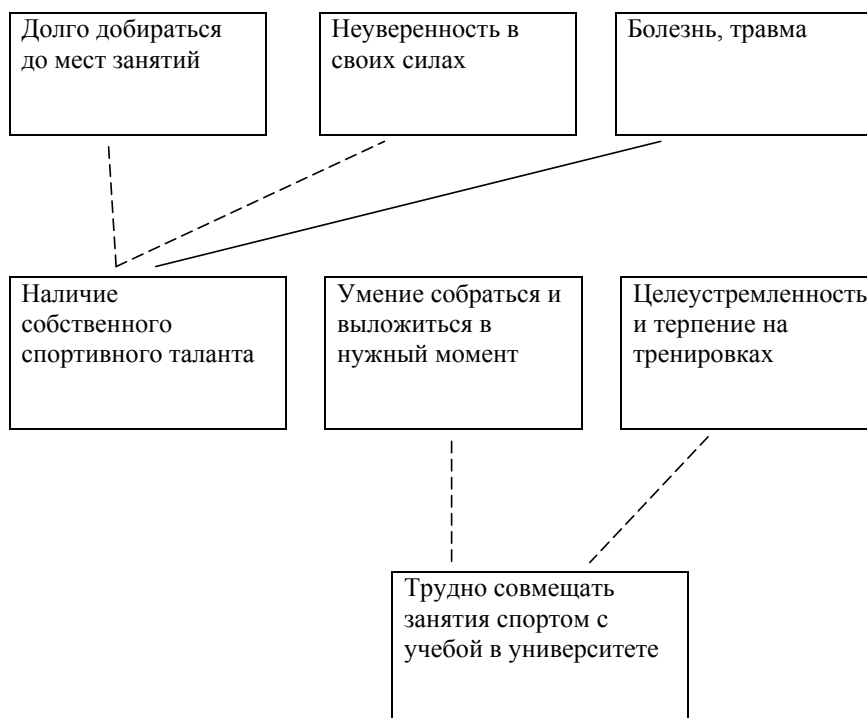 Долго добираться
до мест занятий
Неуверенность в
своих силах
Болезнь, травма
Наличие
собственного
спортивного таланта
Умение собраться и
выложиться в
нужный момент
Целеустремленность
и терпение на
тренировках
Трудно совмещать
занятия спортом с
учебой в университете